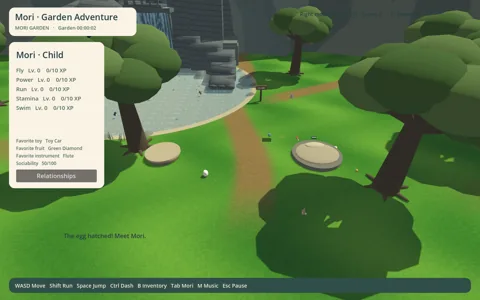 Mori · Garden Adventure
MORI GARDEN · Garden 00:00:02
Mori · Child
Fly Lv. 0 0/10 XP
Power Lv. 0 0/10 XP
Run Lv. 0 0/10 XP
Stamina Lv. 0 0/10 XP
Swim Lv. 0 0/10 XP
Favorite toy Toy Car
Favorite fruit Green Diamond
Favorite instrument Flute
Sociability 50/100
Relationships
The egg hatched! Meet Mori.
WASD Move Shift Run Space Jump Ctrl Dash B Inventory Tab Mori M Music Esc Pause